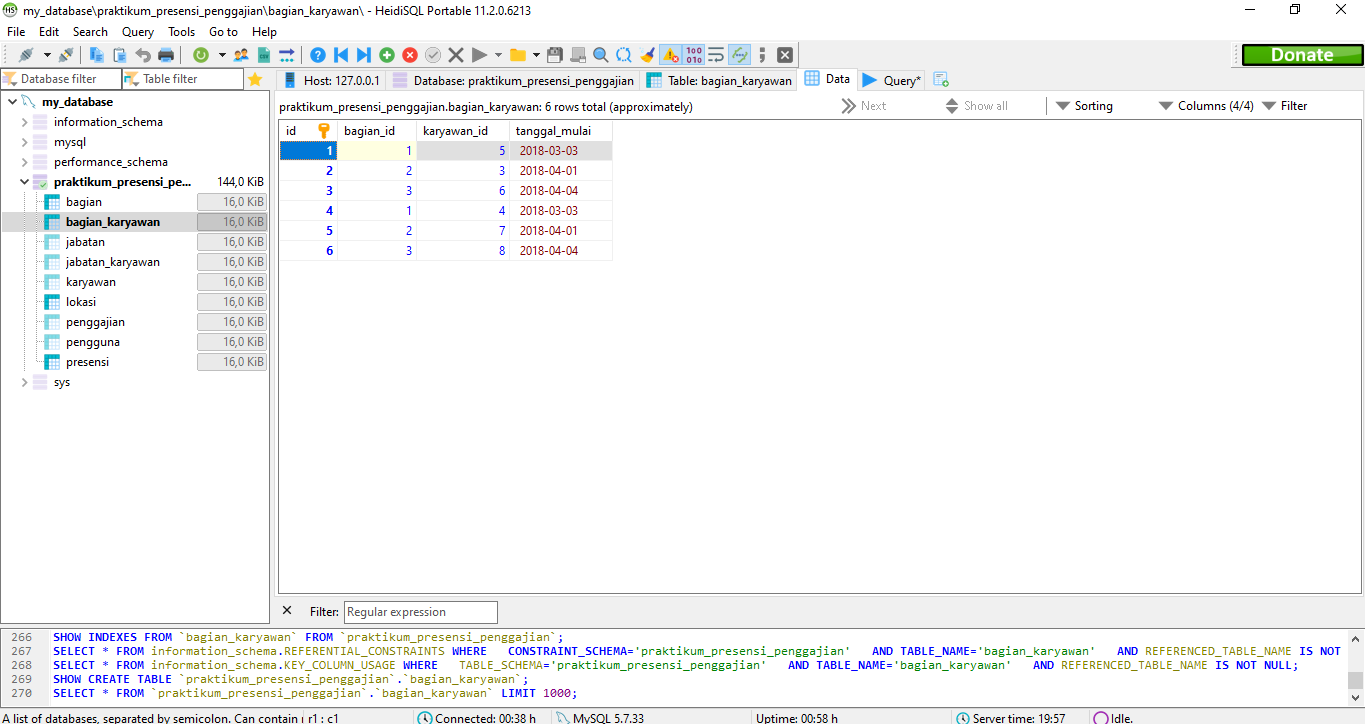 my_database\praktikum_presensi_penggajian\bagian_karyawan\ - HeidiSQL Portable 11.2.0.6213
File Edit Search Query Tools Go to Help
Donate
Database filter Table filter
Host: 127.0.0.1 Database: praktikum_presensi_penggajian Table: bagian_karyawan Data Query*
praktikum_presensi_penggajian.bagian_karyawan: 6 rows total (approximately) Next Show all Sorting Columns (4/4) Filter
my_database
information_schema
mysql
performance_schema
praktikum_presensi_pe... 144,0 KiB
bagian 16,0 KiB
bagian_karyawan 16,0 KiB
jabatan 16,0 KiB
jabatan_karyawan 16,0 KiB
karyawan 16,0 KiB
lokasi 16,0 KiB
penggajian 16,0 KiB
pengguna 16,0 KiB
presensi 16,0 KiB
sys
id bagian_id karyawan_id tanggal_mulai
1 1 5 2018-03-03
2 2 3 2018-04-01
3 3 6 2018-04-04
4 1 4 2018-03-03
5 2 7 2018-04-01
6 3 8 2018-04-04
Filter: Regular expression
266 SHOW INDEXES FROM `bagian_karyawan` FROM `praktikum_presensi_penggajian`;
267 SELECT * FROM information_schema.REFERENTIAL_CONSTRAINTS WHERE CONSTRAINT_SCHEMA='praktikum_presensi_penggajian' AND TABLE_NAME='bagian_karyawan' AND REFERENCED_TABLE_NAME IS NOT
268 SELECT * FROM information_schema.KEY_COLUMN_USAGE WHERE TABLE_SCHEMA='praktikum_presensi_penggajian' AND TABLE_NAME='bagian_karyawan' AND REFERENCED_TABLE_NAME IS NOT NULL;
269 SHOW CREATE TABLE `praktikum_presensi_penggajian`.`bagian_karyawan`;
270 SELECT * FROM `praktikum_presensi_penggajian`.`bagian_karyawan` LIMIT 1000;
A list of databases, separated by semicolon. Can contain r1 : c1 Connected: 00:38 h MySQL 5.7.33 Uptime: 00:58 h Server time: 19:57 Idle.